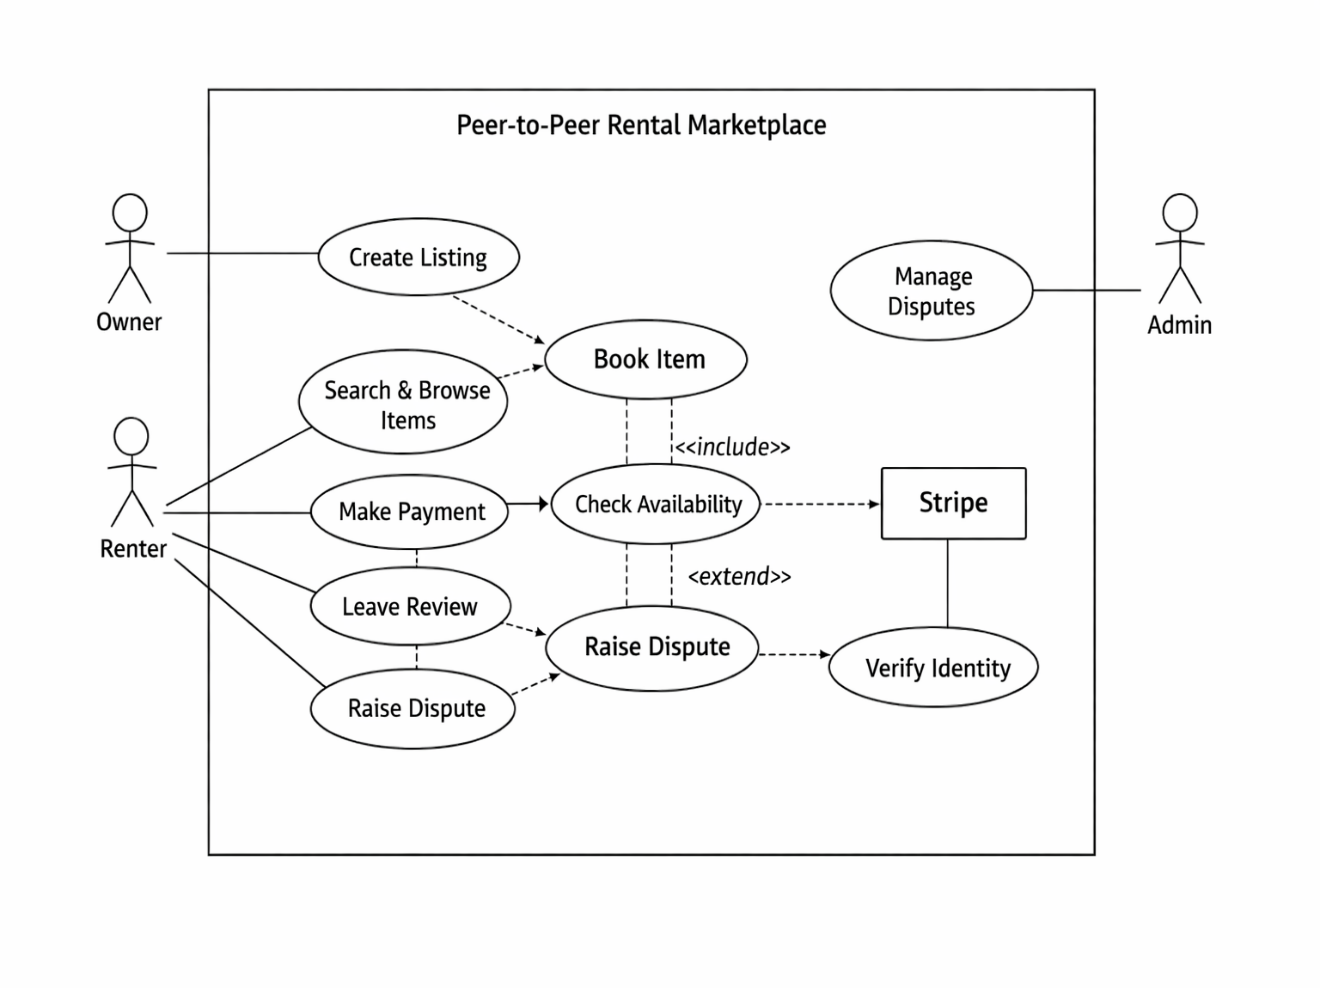 Peer-to-Peer Rental Marketplace
Owner
Create Listing
Manage
Disputes
Admin
Book Item
Search & Browse
Items
<<include>>
Renter
Make Payment
Check Availability
Stripe
<extend>>
Leave Review
Raise Dispute
Verify Identity
Raise Dispute